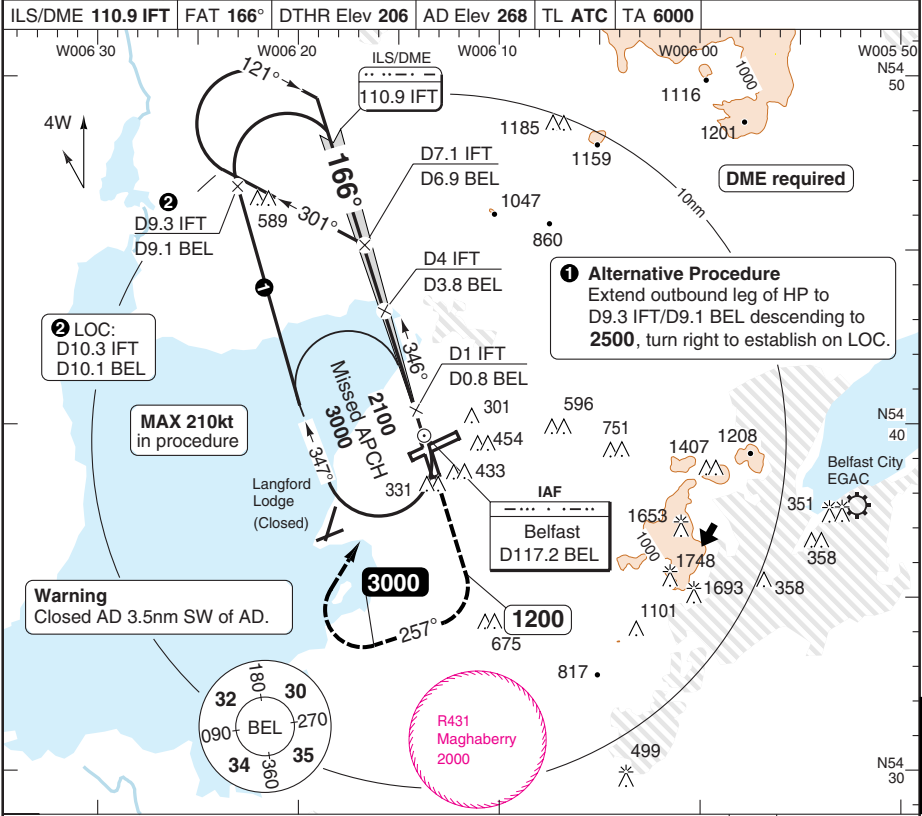 ILS/DME 110.9 IFT FAT 166° DTHR Elev 206 AD Elev 268 TL ATC TA 6000
W006 30 W006 20 W006 10 W006 00 W005 50
N54
50
121°
ILS/DME
110.9 IFT
1116
1000
1201
1185
1159
4W
166°
D7.1 IFT
D6.9 BEL
DME required
2
D9.3 IFT
D9.1 BEL
589
301°
1047
860
10nm
D4 IFT
D3.8 BEL
1
1 Alternative Procedure
Extend outbound leg of HP to
D9.3 IFT/D9.1 BEL descending to
2500, turn right to establish on LOC.
2 LOC:
D10.3 IFT
D10.1 BEL
346°
D1 IFT
D0.8 BEL
2100
3000
Missed APCH
MAX 210kt
in procedure
301
596
454
751
433
331
1407
1208
N54
40
Belfast City
EGAC
351
358
347°
Langford
Lodge
(Closed)
IAF
Belfast
D117.2 BEL
1653
1000
1748
1693
358
1101
3000
1200
257°
675
817
Warning
Closed AD 3.5nm SW of AD.
180
32 30
090 BEL 270
34 35
360
R431
Maghaberry
2000
499
N54
30